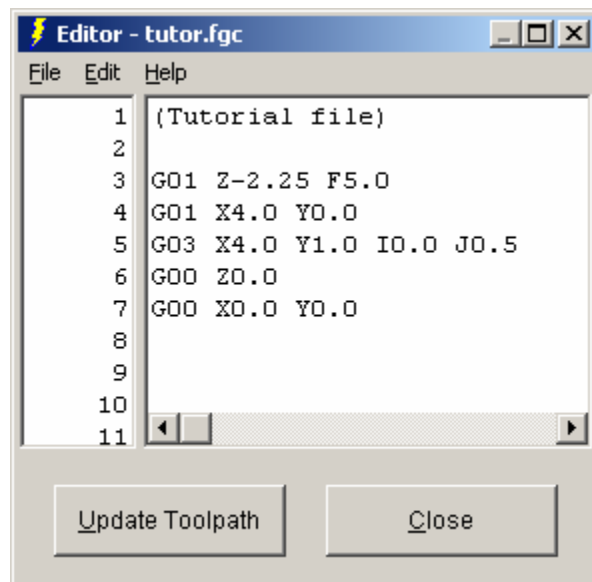 Editor - tutor.fgc
File Edit Help
1 (Tutorial file)
2
3 G01 Z-2.25 F5.0
4 G01 X4.0 Y0.0
5 G03 X4.0 Y1.0 I0.0 J0.5
6 G00 Z0.0
7 G00 X0.0 Y0.0
8
9
10
11
Update Toolpath Close